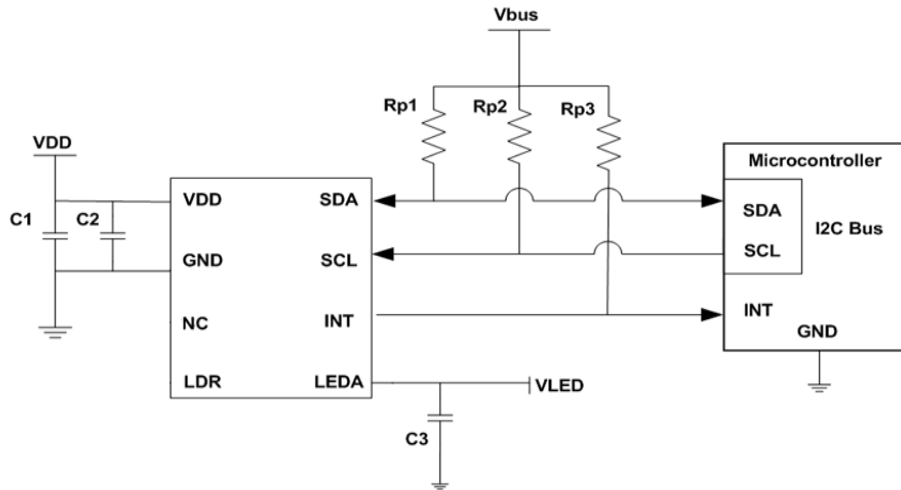 Vbus
Rp1
Rp2
Rp3
VDD
C1
C2
VDD
GND
NC
LDR
SDA
SCL
INT
LEDA
VLED
C3
Microcontroller
SDA
SCL
I2C Bus
INT
GND